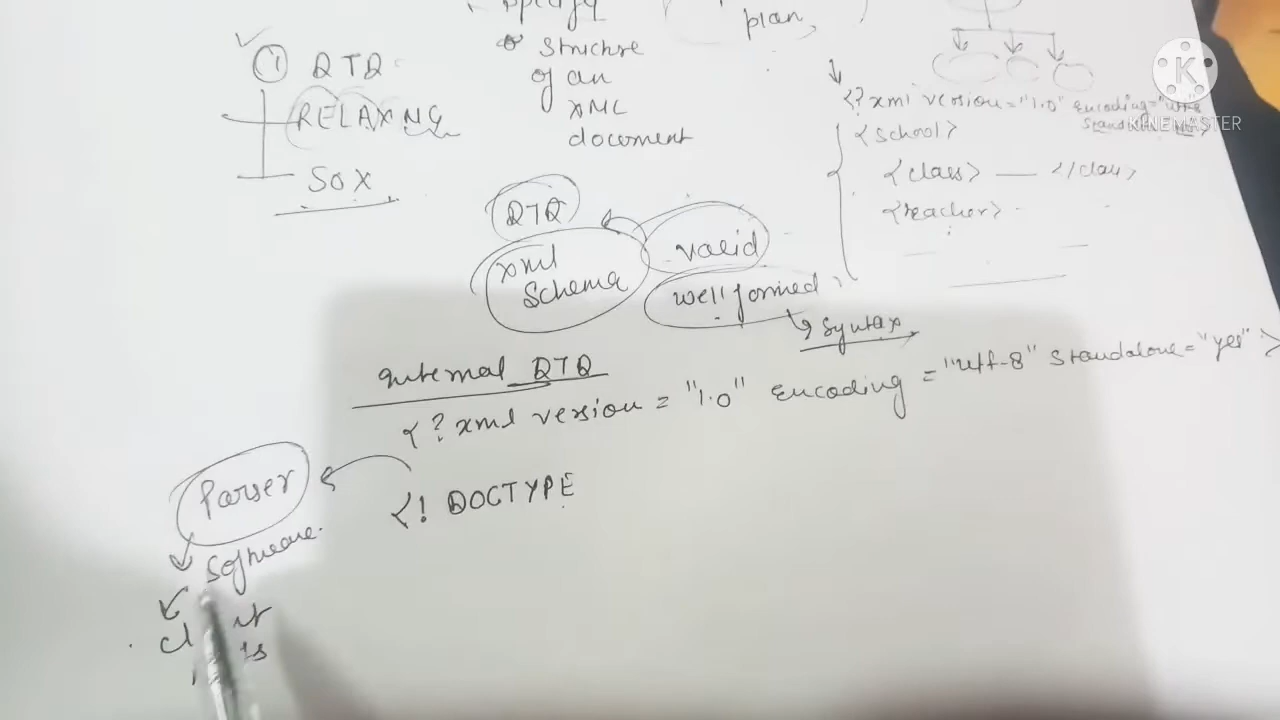 specify
structure
of an
XML
document
plan,
① DTD
RELAXNG
SOX
<?xml version="1.0" encoding="utf-8
standalone
<School>
<class> — </class>
<teacher>
DTD
xml
Schema
valid
well formed
Syntax
internal DTD
<?xml version = "1.0" encoding = "utf-8" standalone = "yes">
<! DOCTYPE
Parser
Software.
K
KINEMASTER